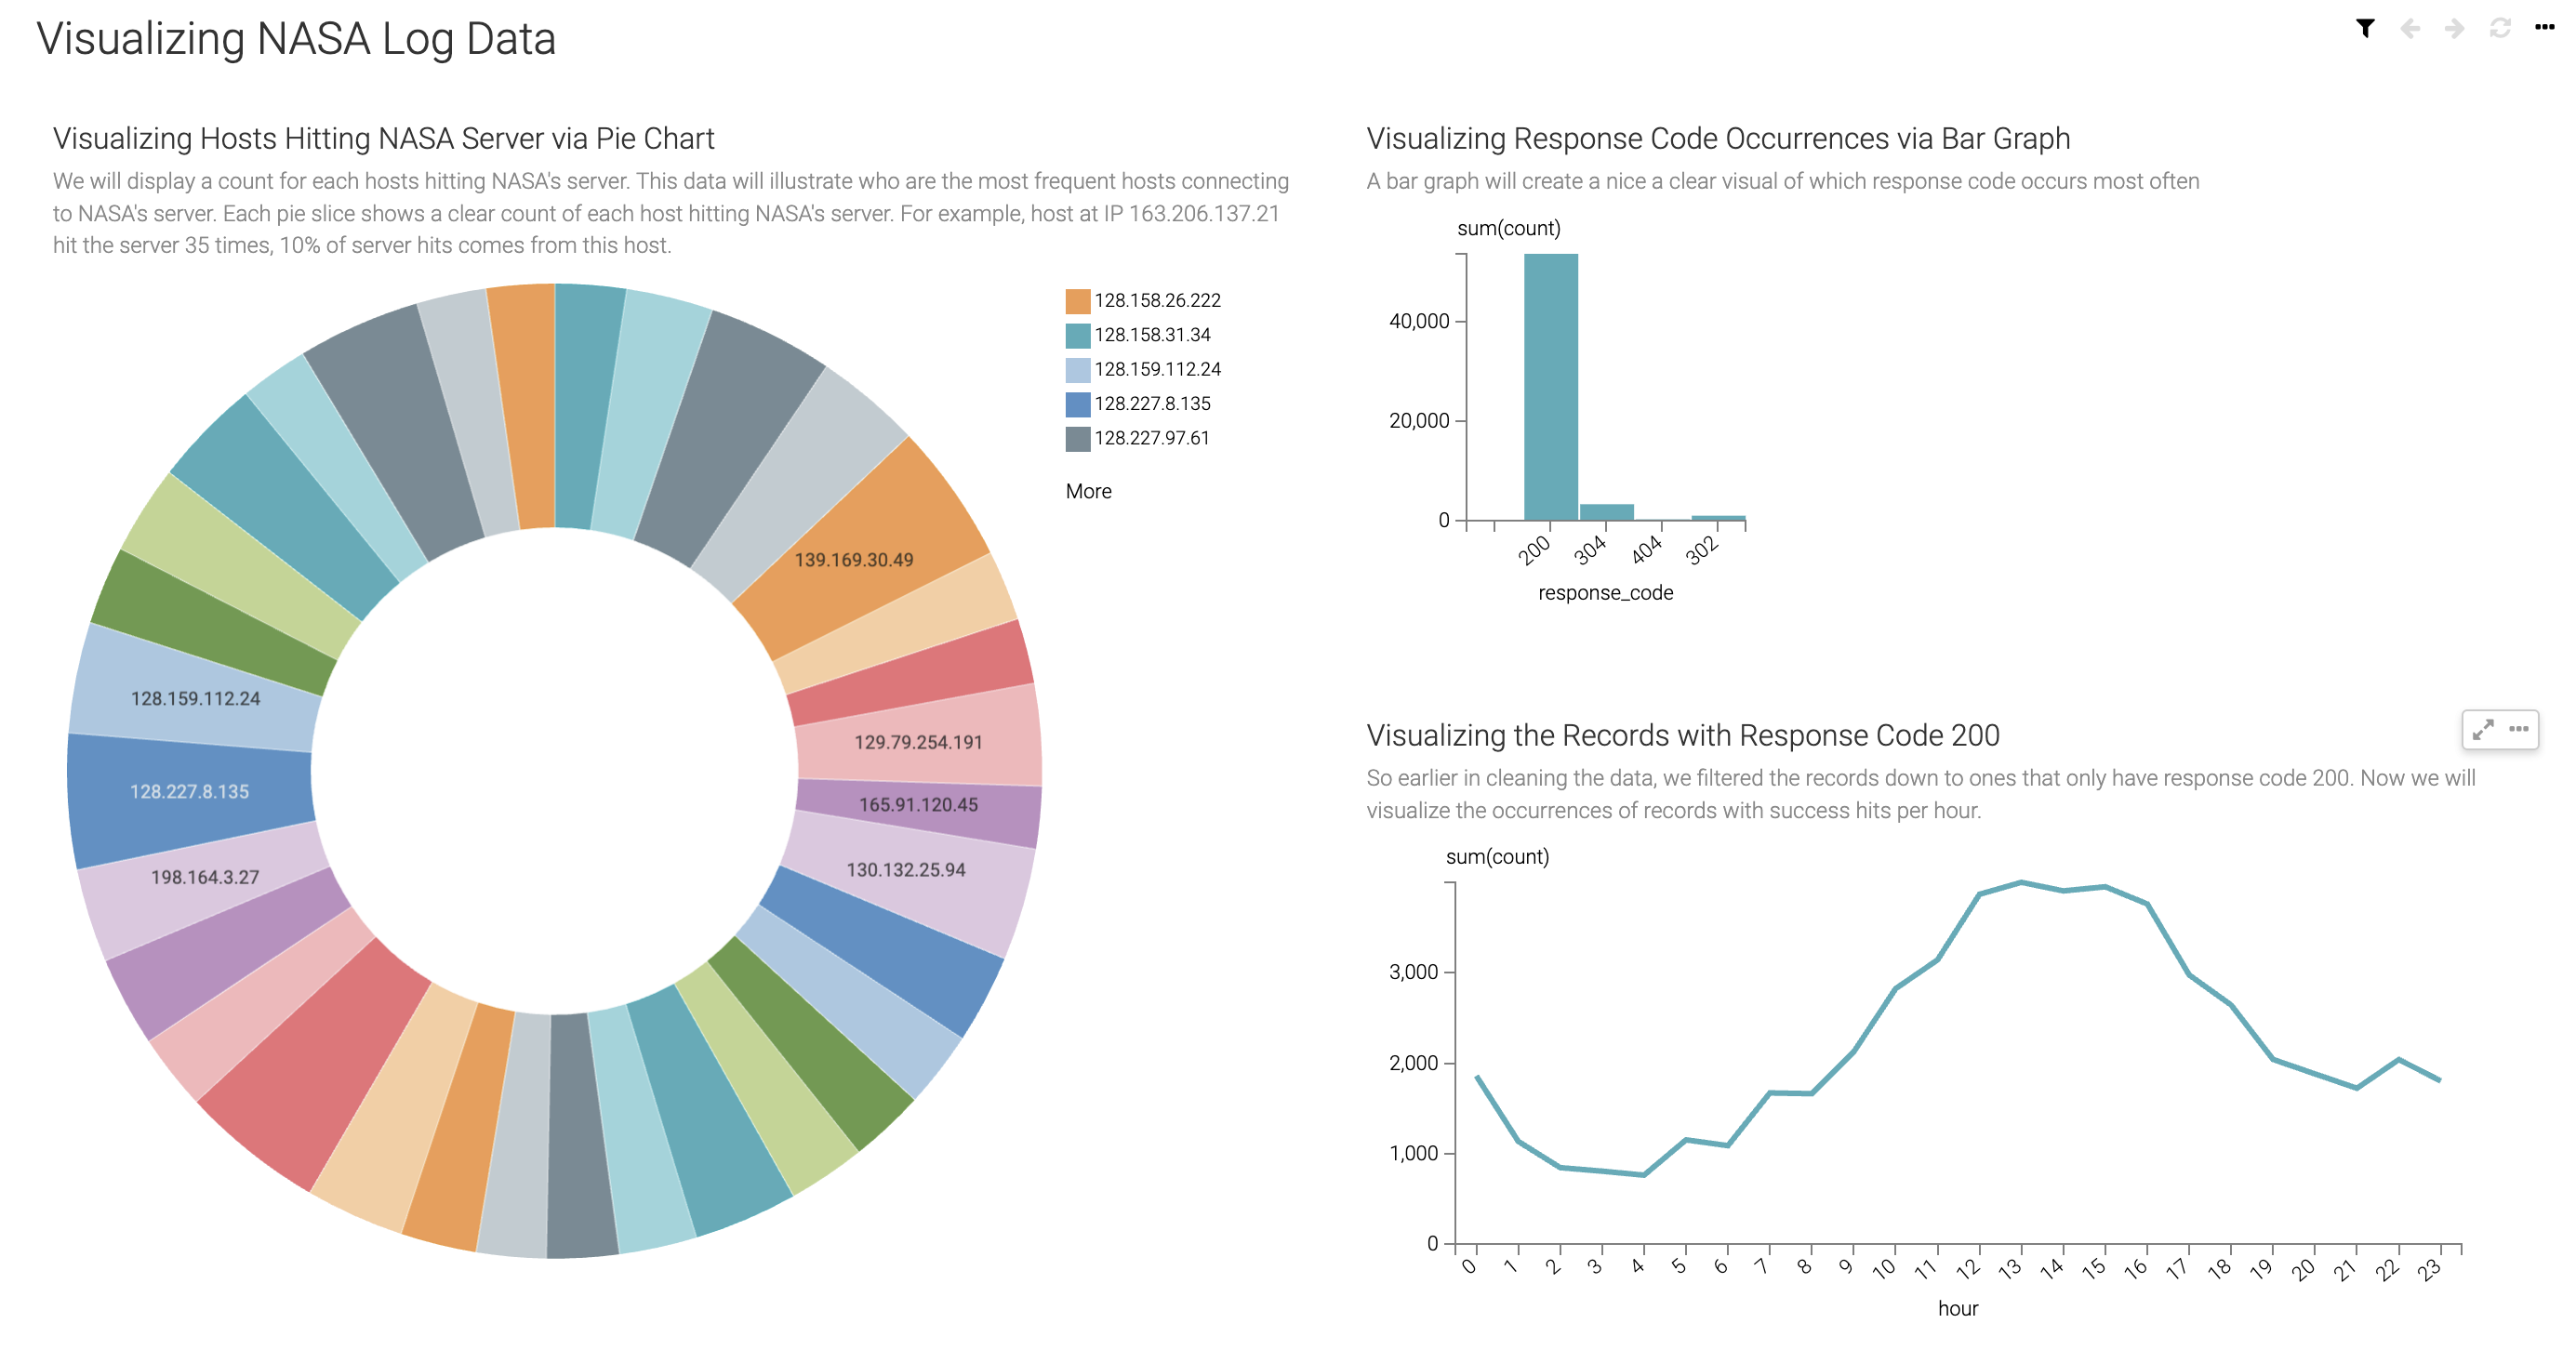 Visualizing NASA Log Data
Visualizing Hosts Hitting NASA Server via Pie Chart
We will display a count for each hosts hitting NASA's server. This data will illustrate who are the most frequent hosts connecting
to NASA's server. Each pie slice shows a clear count of each host hitting NASA's server. For example, host at IP 163.206.137.21
hit the server 35 times, 10% of server hits comes from this host.
128.158.26.222
128.158.31.34
128.159.112.24
128.227.8.135
128.227.97.61
More
139.169.30.49
129.79.254.191
165.91.120.45
130.132.25.94
128.159.112.24
128.227.8.135
198.164.3.27
Visualizing Response Code Occurrences via Bar Graph
A bar graph will create a nice a clear visual of which response code occurs most often
sum(count)
40,000
20,000
0
200
304
404
302
response_code
Visualizing the Records with Response Code 200
So earlier in cleaning the data, we filtered the records down to ones that only have response code 200. Now we will
visualize the occurrences of records with success hits per hour.
sum(count)
3,000
2,000
1,000
0
0 1 2 3 4 5 6 7 8 9 10 11 12 13 14 15 16 17 18 19 20 21 22 23
hour